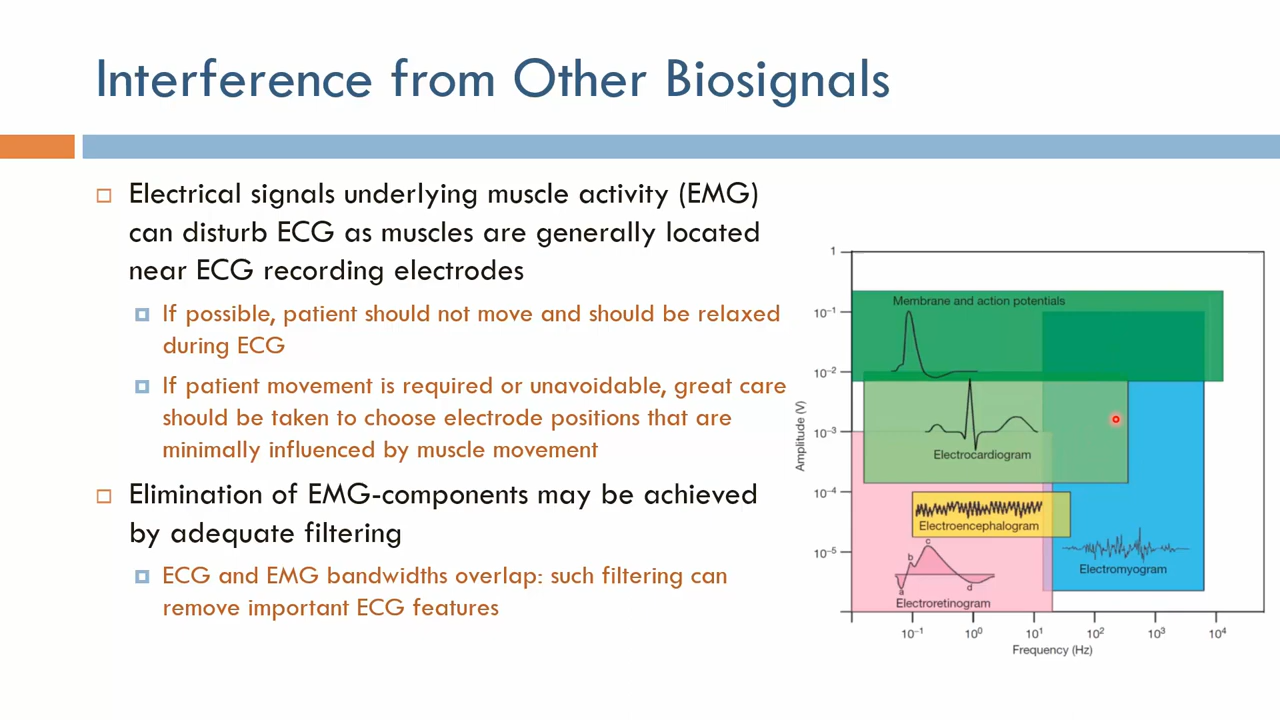 Interference from Other Biosignals
Electrical signals underlying muscle activity (EMG)
can disturb ECG as muscles are generally located
near ECG recording electrodes
If possible, patient should not move and should be relaxed
during ECG
If patient movement is required or unavoidable, great care
should be taken to choose electrode positions that are
minimally influenced by muscle movement
Elimination of EMG-components may be achieved
by adequate filtering
ECG and EMG bandwidths overlap: such filtering can
remove important ECG features
1
Membrane and action potentials
10⁻¹
10⁻²
Amplitude (V)
10⁻³
Electrocardiogram
10⁻⁴
Electroencephalogram
10⁻⁵
c
b
a
d
Electromyogram
Electroretinogram
10⁻¹ 10⁰ 10¹ 10² 10³ 10⁴
Frequency (Hz)